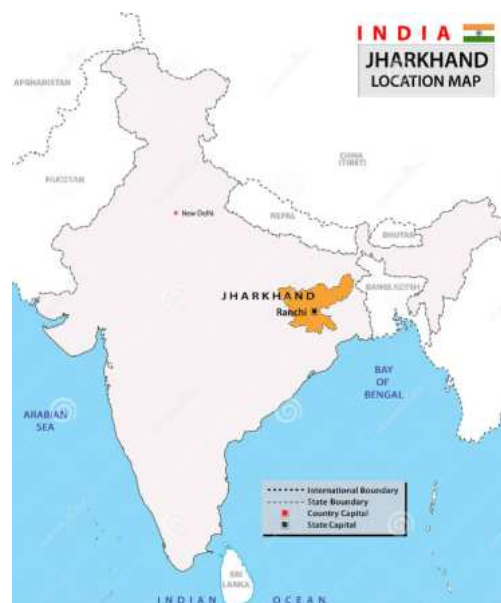 INDIA
JHARKHAND
LOCATION MAP
AFGHANISTAN
PAKISTAN
CHINA
(TIBET)
New Delhi
NEPAL
BHUTAN
BANGLADESH
JHARKHAND
Ranchi
BAY
OF
BENGAL
ARABIAN
SEA
International Boundary
State Boundary
Country Capital
State Capital
SRI
LANKA
INDIAN OCEAN